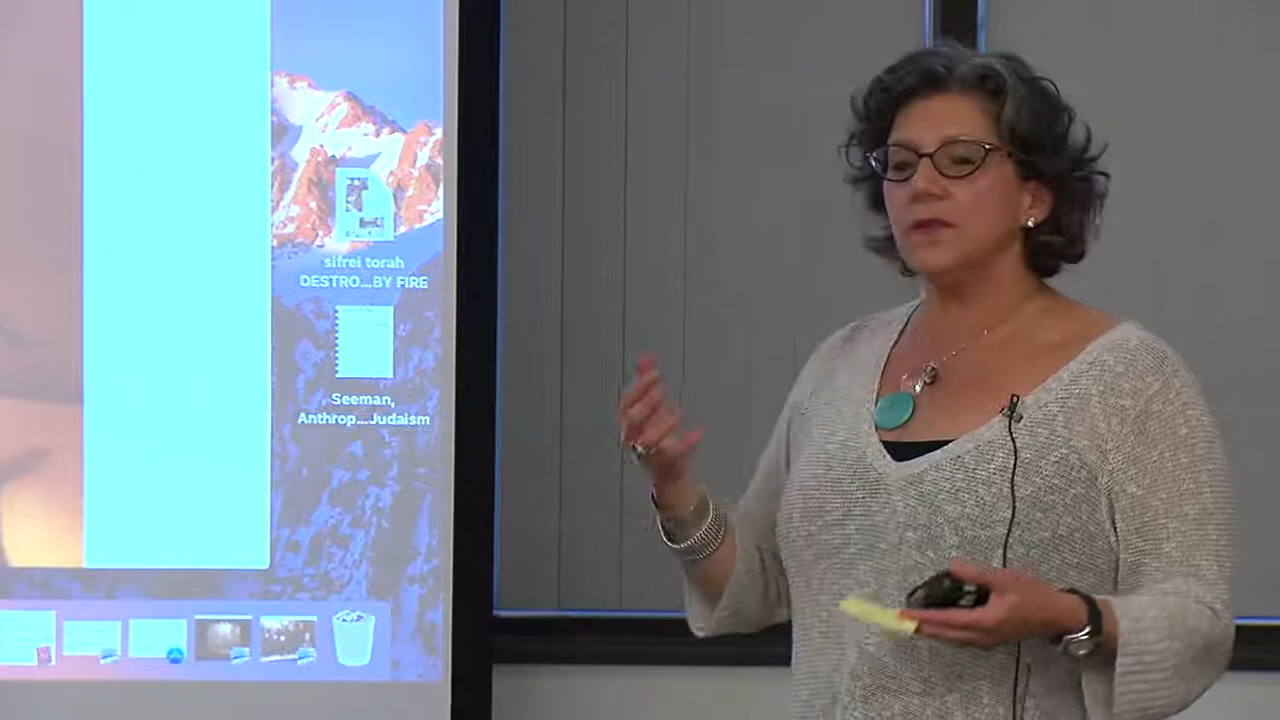 sifrei torah
DESTRO...BY FIRE
Seeman,
Anthrop...Judaism